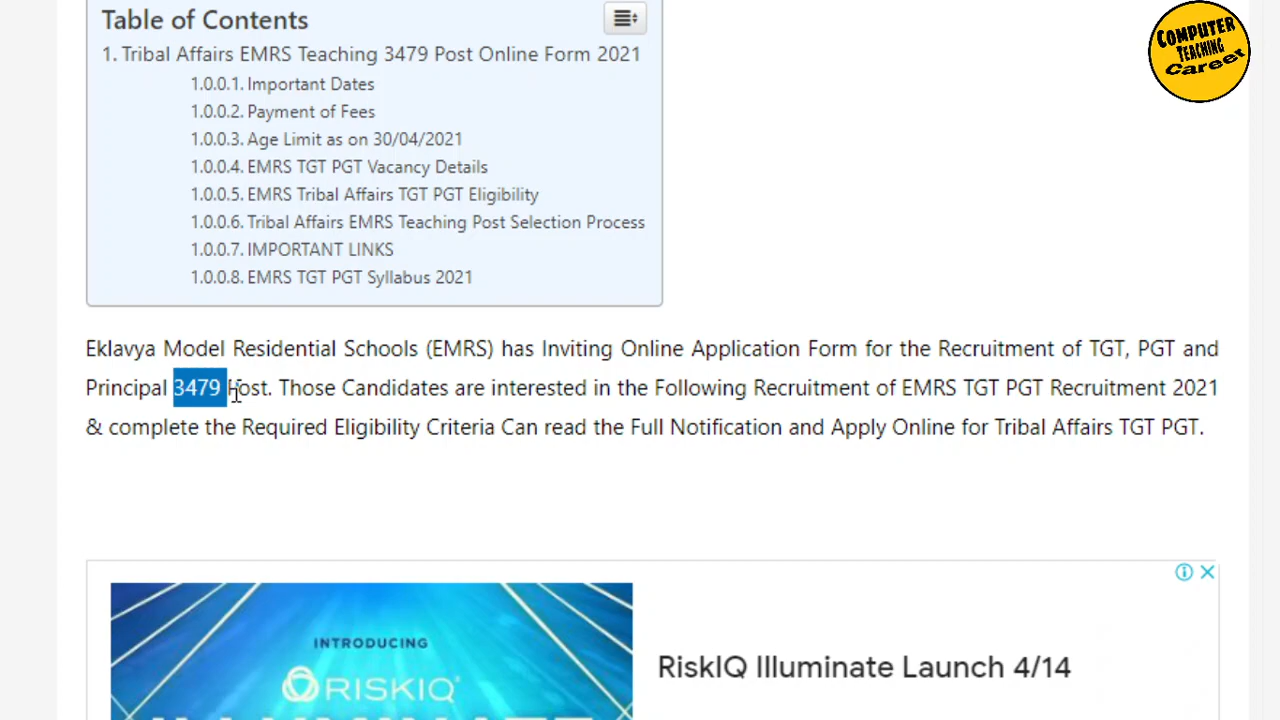 COMPUTER
TEACHING
Career
Table of Contents
1. Tribal Affairs EMRS Teaching 3479 Post Online Form 2021
1.0.0.1. Important Dates
1.0.0.2. Payment of Fees
1.0.0.3. Age Limit as on 30/04/2021
1.0.0.4. EMRS TGT PGT Vacancy Details
1.0.0.5. EMRS Tribal Affairs TGT PGT Eligibility
1.0.0.6. Tribal Affairs EMRS Teaching Post Selection Process
1.0.0.7. IMPORTANT LINKS
1.0.0.8. EMRS TGT PGT Syllabus 2021
Eklavya Model Residential Schools (EMRS) has Inviting Online Application Form for the Recruitment of TGT, PGT and
Principal 3479 Host. Those Candidates are interested in the Following Recruitment of EMRS TGT PGT Recruitment 2021
& complete the Required Eligibility Criteria Can read the Full Notification and Apply Online for Tribal Affairs TGT PGT.
INTRODUCING
RISKIQ
RiskIQ Illuminate Launch 4/14